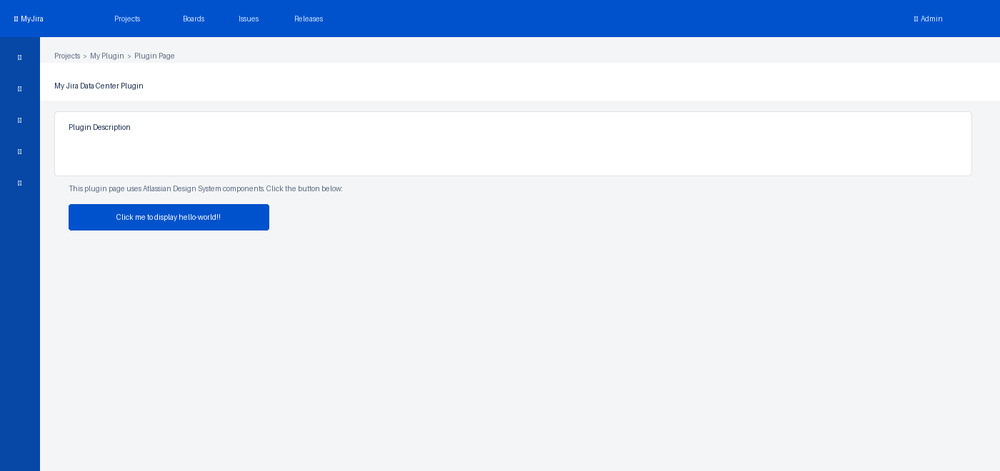 MyJira Projects Boards Issues Releases Admin
Projects > My Plugin > Plugin Page
My Jira Data Center Plugin
Plugin Description
This plugin page uses Atlassian Design System components. Click the button below:
Click me to display hello-world!!